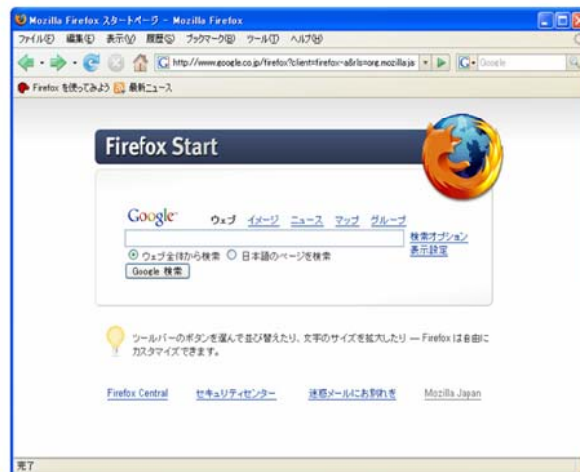 Mozilla Firefox スタートページ - Mozilla Firefox
ファイル(F) 編集(E) 表示(V) 履歴(S) ブックマーク(B) ツール(T) ヘルプ(H)
http://www.google.co.jp/firefox?client=firefox-a&rls=org.mozilla:ja
Google
Firefox を使ってみよう 最新ニュース
Firefox Start
Google ウェブ イメージ ニュース マップ グループ
検索オプション
表示設定
ウェブ全体から検索 日本語のページを検索
Google 検索
ツールバーのボタンを選んで並び替えたり、文字のサイズを拡大したり — Firefox は自由に
カスタマイズできます。
Firefox Central セキュリティセンター 迷惑メールにお別れを Mozilla Japan
完了